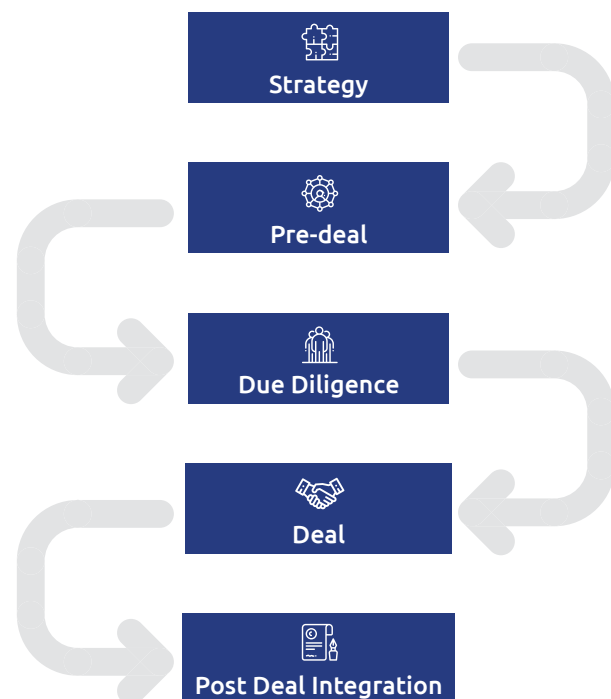 Strategy
Pre-deal
Due Diligence
Deal
Post Deal Integration